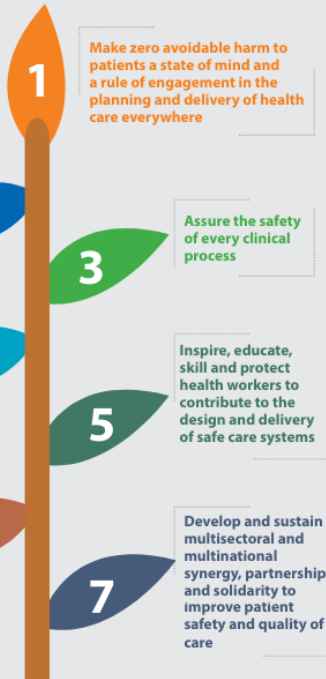 1
Make zero avoidable harm to
patients a state of mind and
a rule of engagement in the
planning and delivery of health
care everywhere
3
Assure the safety
of every clinical
process
5
Inspire, educate,
skill and protect
health workers to
contribute to the
design and delivery
of safe care systems
7
Develop and sustain
multisectoral and
multinational
synergy, partnership
and solidarity to
improve patient
safety and quality of
care